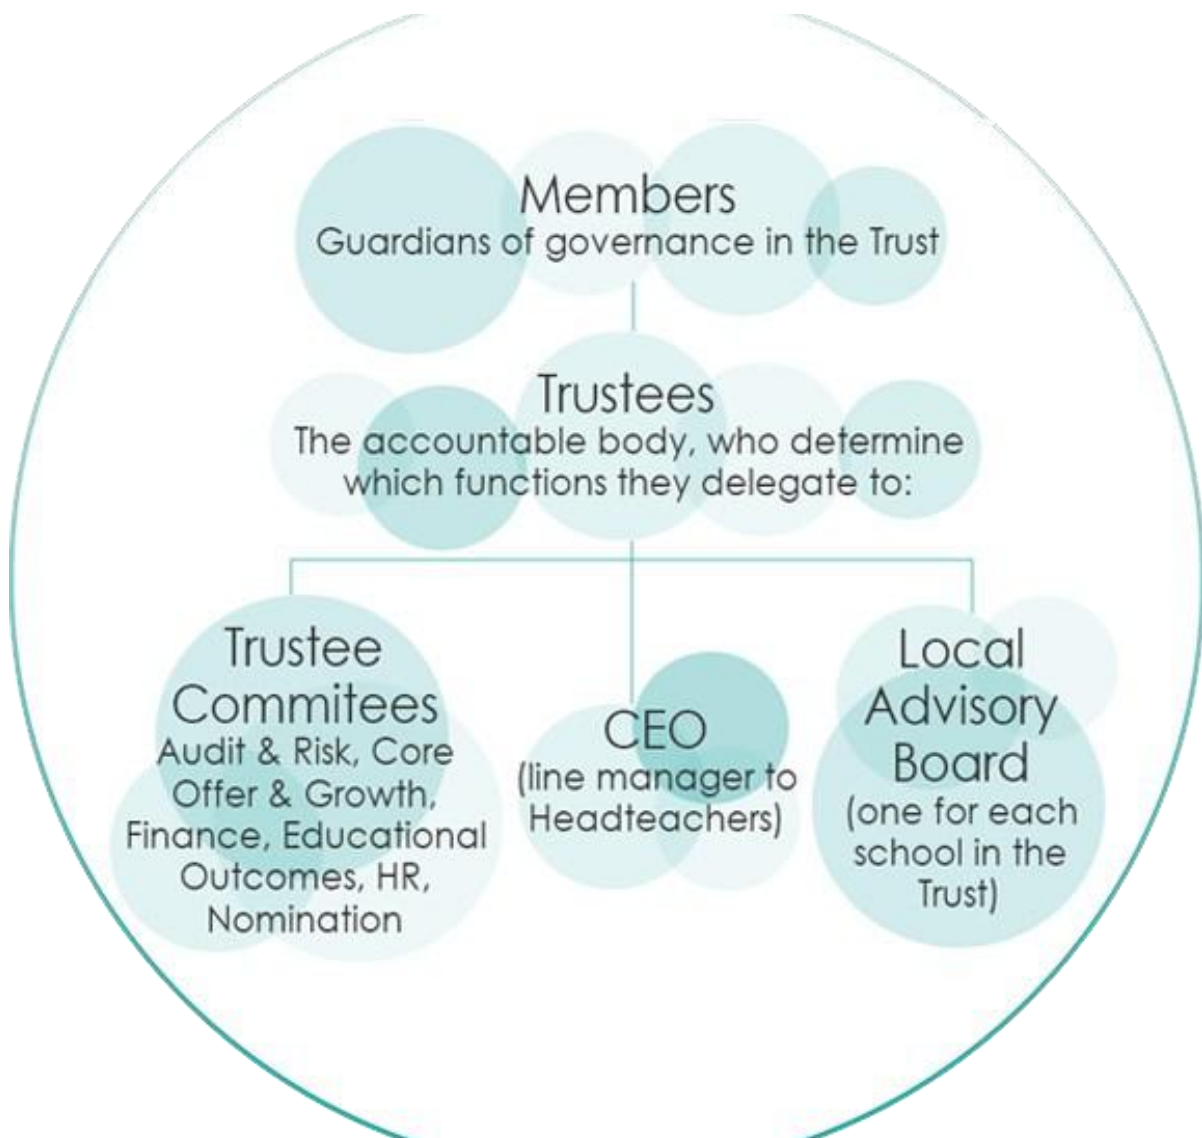 Members
Guardians of governance in the Trust
Trustees
The accountable body, who determine
which functions they delegate to:
Trustee
Commitees
Audit & Risk, Core
Offer & Growth,
Finance, Educational
Outcomes, HR,
Nomination
CEO
(line manager to
Headteachers)
Local
Advisory
Board
(one for each
school in the
Trust)